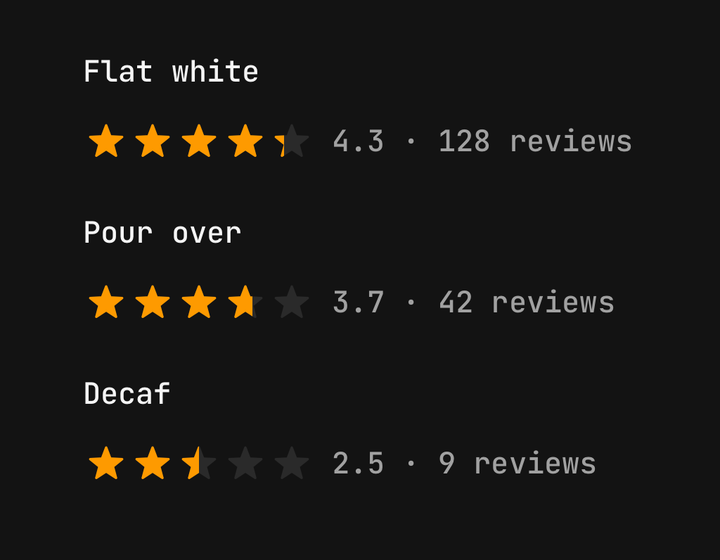 Flat white
4.3 · 128 reviews
Pour over
3.7 · 42 reviews
Decaf
2.5 · 9 reviews